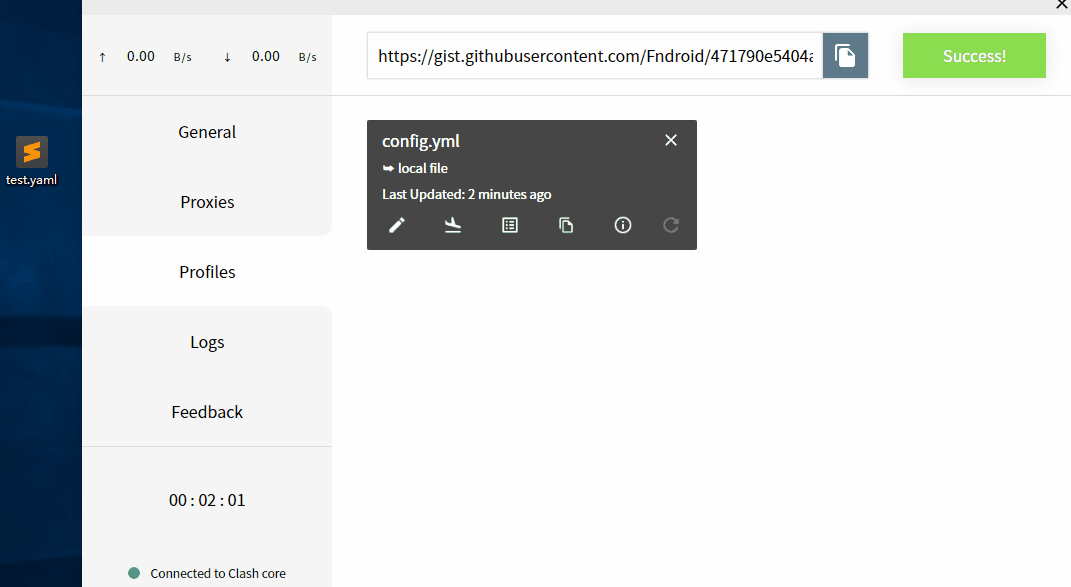 test.yaml
↑ 0.00 B/s ↓ 0.00 B/s
General
Proxies
Profiles
Logs
Feedback
00 : 02 : 01
Connected to Clash core
https://gist.githubusercontent.com/Fndroid/471790e5404a
Success!
config.yml
local file
Last Updated: 2 minutes ago